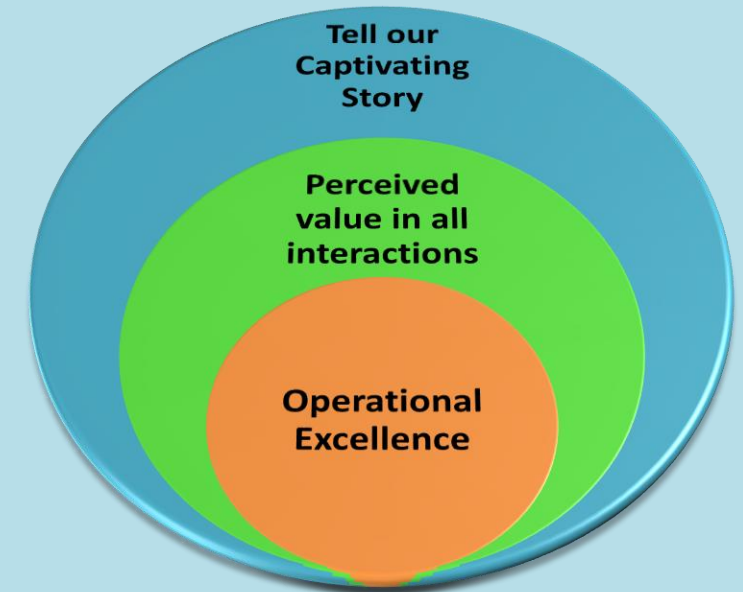 Tell our
Captivating
Story
Perceived
value in all
interactions
Operational
Excellence